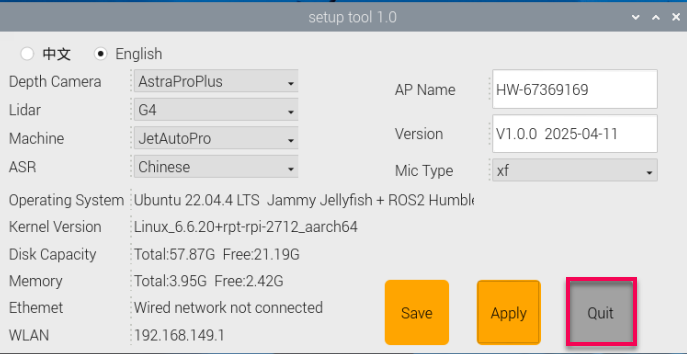 setup tool 1.0
中文 English
Depth Camera AstraProPlus
Lidar G4
Machine JetAutoPro
ASR Chinese
AP Name HW-67369169
Version V1.0.0 2025-04-11
Mic Type xf
Operating System Ubuntu 22.04.4 LTS Jammy Jellyfish + ROS2 Humble
Kernel Version Linux_6.6.20+rpt-rpi-2712_aarch64
Disk Capacity Total:57.87G Free:21.19G
Memory Total:3.95G Free:2.42G
Ethemet Wired network not connected
WLAN 192.168.149.1
Save Apply Quit